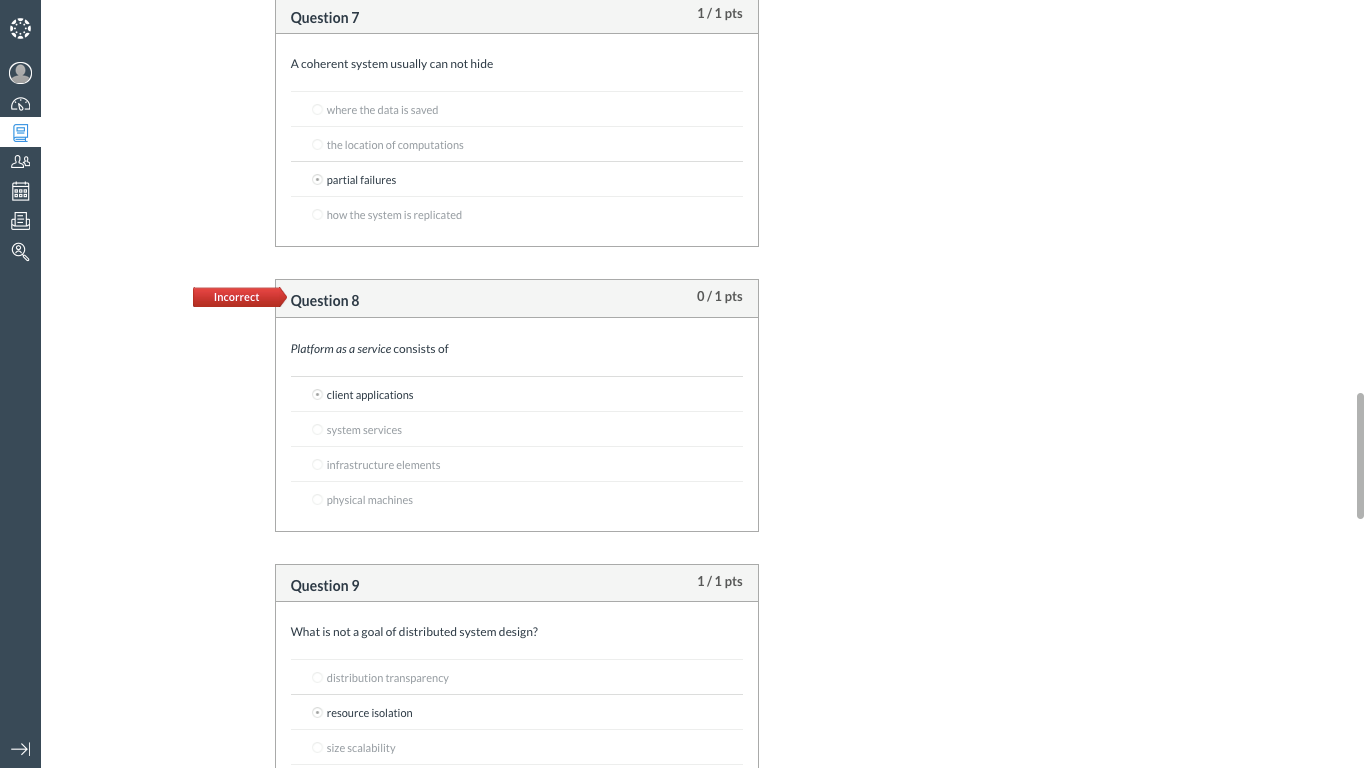 Question 7
1 / 1 pts
A coherent system usually can not hide
where the data is saved
the location of computations
partial failures
how the system is replicated
Incorrect
Question 8
0 / 1 pts
Platform as a service consists of
client applications
system services
infrastructure elements
physical machines
Question 9
1 / 1 pts
What is not a goal of distributed system design?
distribution transparency
resource isolation
size scalability